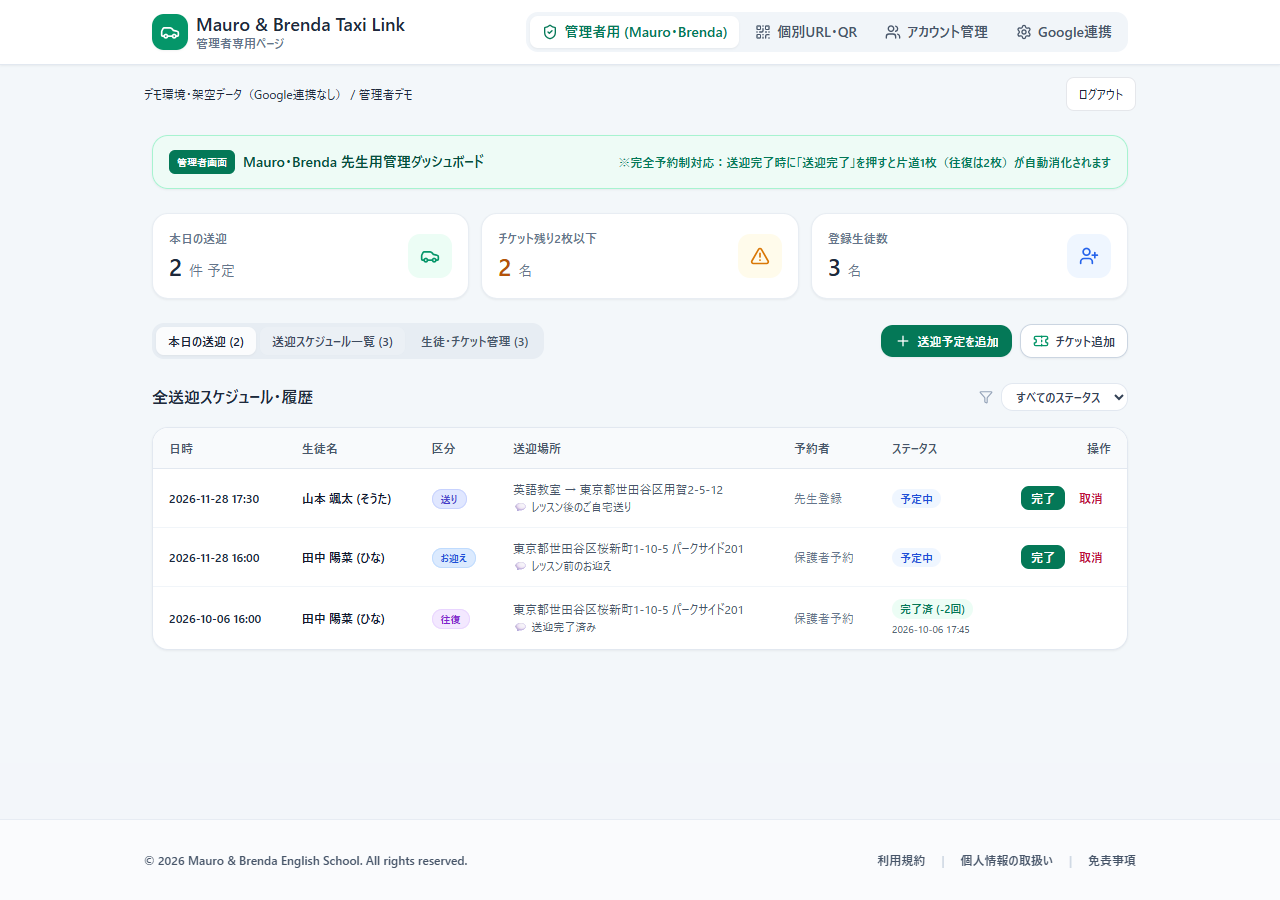 Mauro & Brenda Taxi Link
管理者専用ページ
管理者用 (Mauro・Brenda)
個別URL・QR
アカウント管理
Google連携
デモ環境・架空データ（Google連携なし） / 管理者デモ
ログアウト
管理者画面
Mauro・Brenda 先生用管理ダッシュボード
※完全予約制対応：送迎完了時に「送迎完了」を押すと片道1枚（往復は2枚）が自動消化されます
本日の送迎
2 件 予定
チケット残り2枚以下
2 名
登録生徒数
3 名
本日の送迎 (2)
送迎スケジュール一覧 (3)
生徒・チケット管理 (3)
送迎予定を追加
チケット追加
全送迎スケジュール・履歴
すべてのステータス
日時 生徒名 区分 送迎場所 予約者 ステータス 操作
2026-11-28 17:30 山本 颯太 (そうた) 送り 英語教室 → 東京都世田谷区用賀2-5-12 先生登録 予定中 完了 取消
レッスン後のご自宅送り
2026-11-28 16:00 田中 陽菜 (ひな) お迎え 東京都世田谷区桜新町1-10-5 パークサイド201 保護者予約 予定中 完了 取消
レッスン前のお迎え
2026-10-06 16:00 田中 陽菜 (ひな) 往復 東京都世田谷区桜新町1-10-5 パークサイド201 保護者予約 完了済 (-2回)
送迎完了済み 2026-10-06 17:45
© 2026 Mauro & Brenda English School. All rights reserved.
利用規約 | 個人情報の取扱い | 免責事項